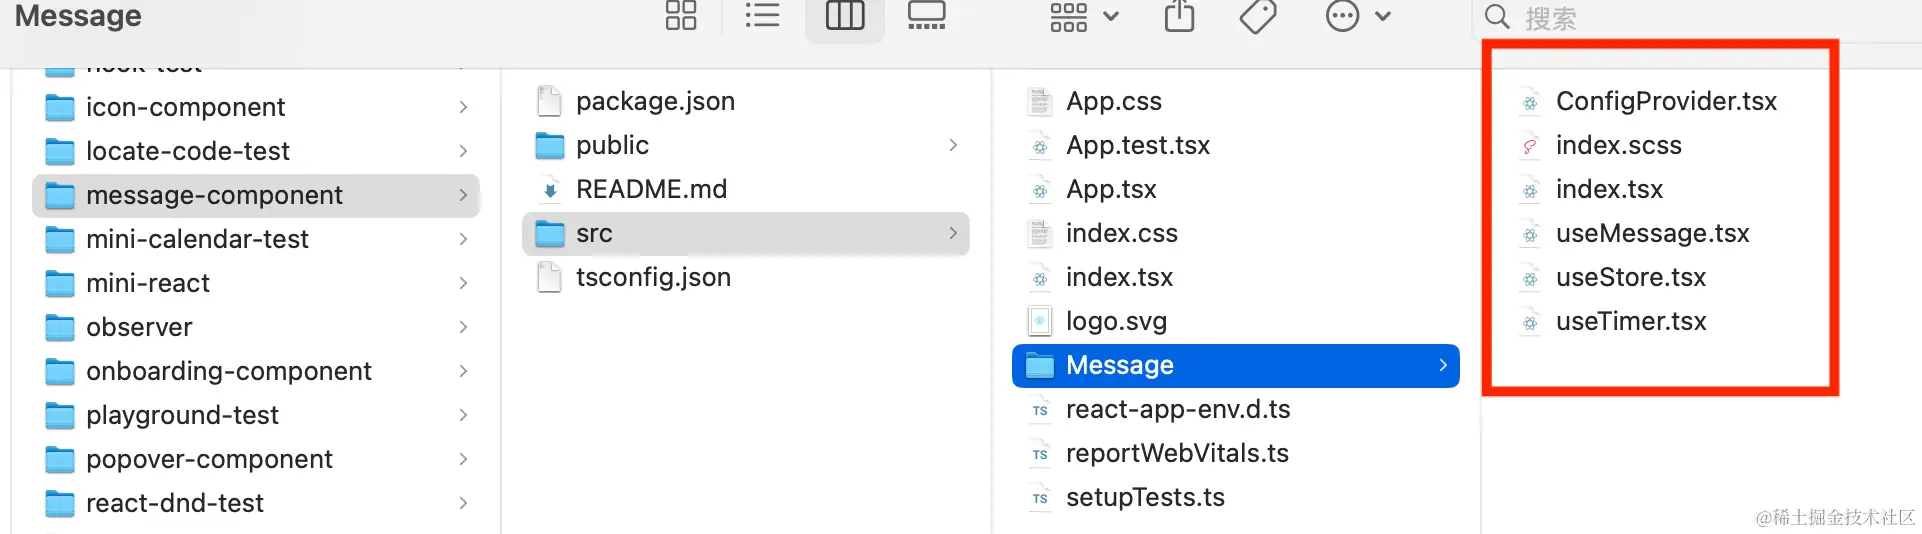 Message
搜索
hook-test
icon-component
locate-code-test
message-component
mini-calendar-test
mini-react
observer
onboarding-component
playground-test
popover-component
react-dnd-test
package.json
public
README.md
src
tsconfig.json
App.css
App.test.tsx
App.tsx
index.css
index.tsx
logo.svg
Message
TS react-app-env.d.ts
TS reportWebVitals.ts
TS setupTests.ts
ConfigProvider.tsx
index.scss
index.tsx
useMessage.tsx
useStore.tsx
useTimer.tsx
@稀土掘金技术社区